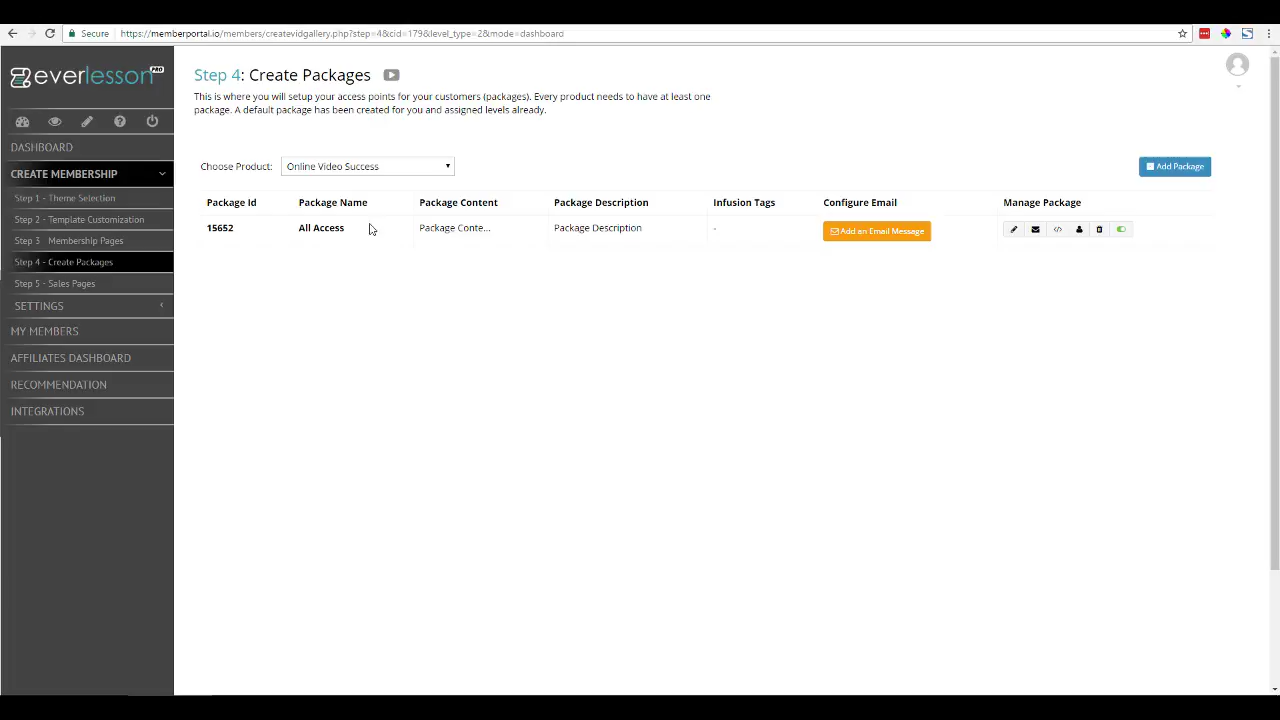 Secure
https://memberportal.io/members/createvidgallery.php?step=4&cid=179&level_type=2&mode=dashboard
everlesson PRO
DASHBOARD
CREATE MEMBERSHIP
Step 1 - Theme Selection
Step 2 - Template Customization
Step 3 Membership Pages
Step 4 - Create Packages
Step 5 - Sales Pages
SETTINGS
MY MEMBERS
AFFILIATES DASHBOARD
RECOMMENDATION
INTEGRATIONS
Step 4: Create Packages
This is where you will setup your access points for your customers (packages). Every product needs to have at least one
package. A default package has been created for you and assigned levels already.
Choose Product: Online Video Success
Add Package
Package Id Package Name Package Content Package Description Infusion Tags Configure Email Manage Package
15652 All Access Package Conte... Package Description - Add an Email Message